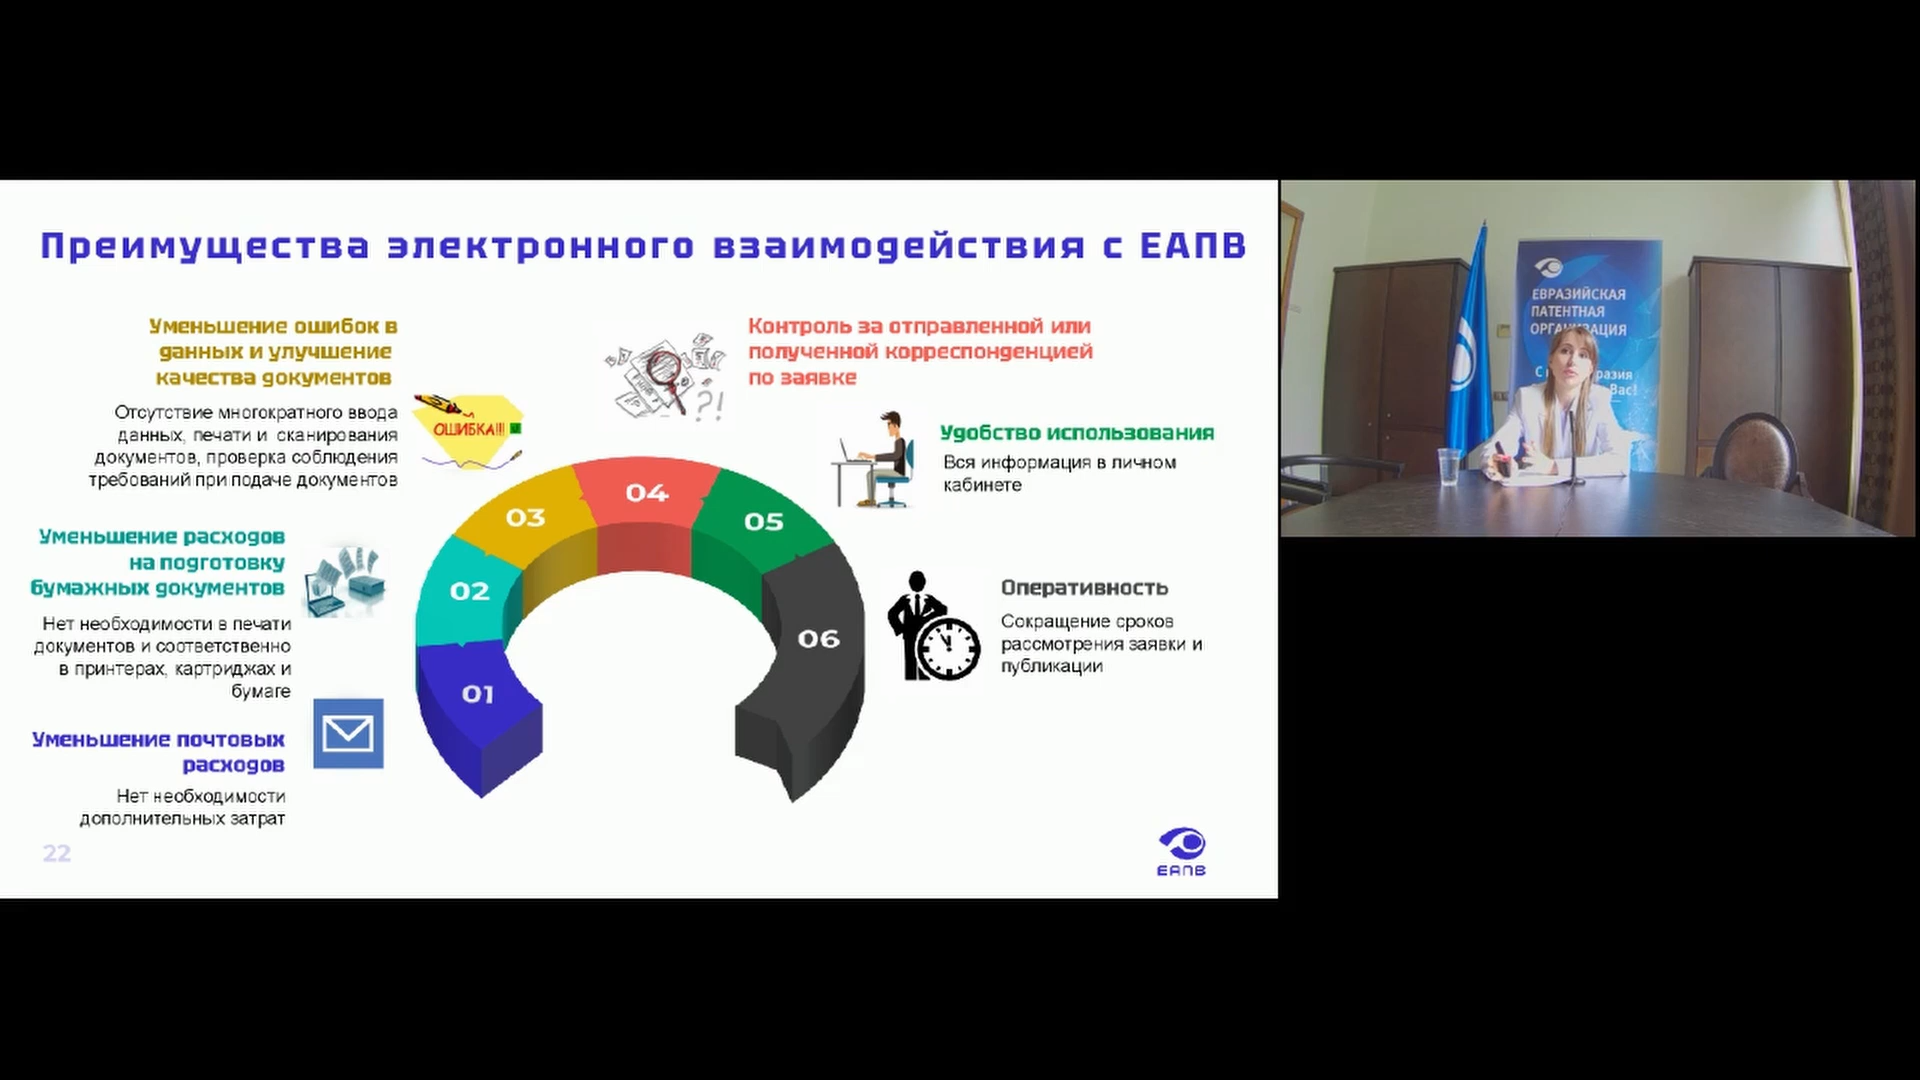 Преимущества электронного взаимодействия с ЕАПВ
Уменьшение ошибок в
данных и улучшение
качества документов
Отсутствие многократного ввода
данных, печати и сканирования
документов, проверка соблюдения
требований при подаче документов
ОШИБКА!!!
Контроль за отправленной или
полученной корреспонденцией
по заявке
?!
Удобство использования
Вся информация в личном
кабинете
Уменьшение расходов
на подготовку
бумажных документов
Нет необходимости в печати
документов и соответственно
в принтерах, картриджах и
бумаге
Оперативность
Сокращение сроков
рассмотрения заявки и
публикации
Уменьшение почтовых
расходов
Нет необходимости
дополнительных затрат
01
02
03
04
05
06
22
ЕАПВ
ЕВРАЗИЙСКАЯ
ПАТЕНТНАЯ
ОРГАНИЗАЦИЯ
С
Вас!